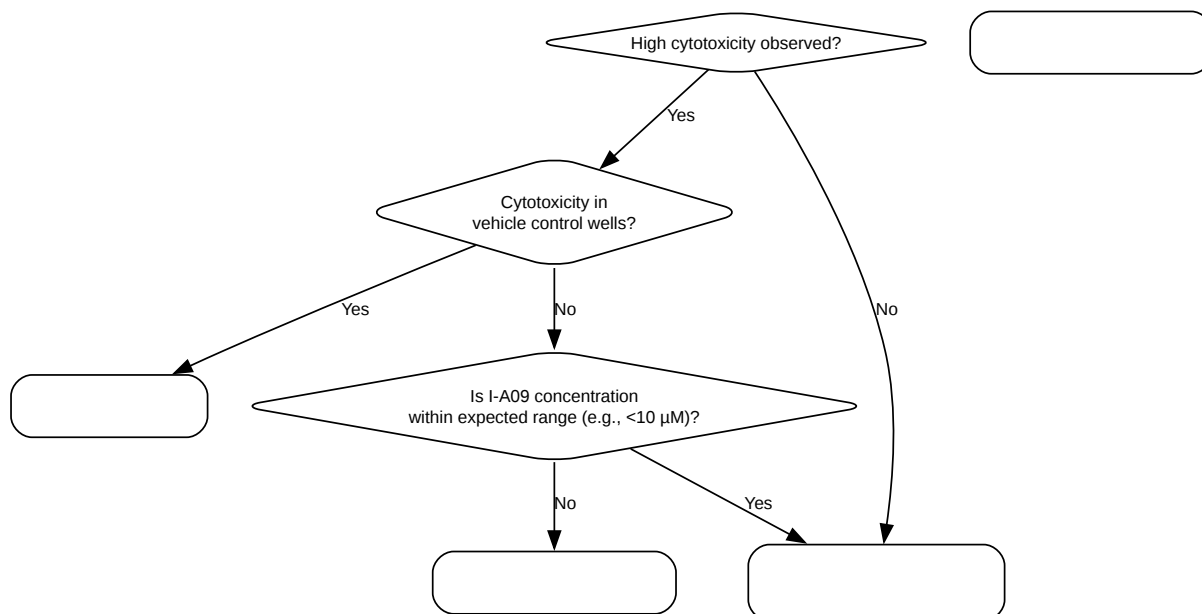 High cytotoxicity observed?
Yes
Cytotoxicity in
vehicle control wells?
Yes
No
No
Is I-A09 concentration
within expected range (e.g., <10 µM)?
No
Yes